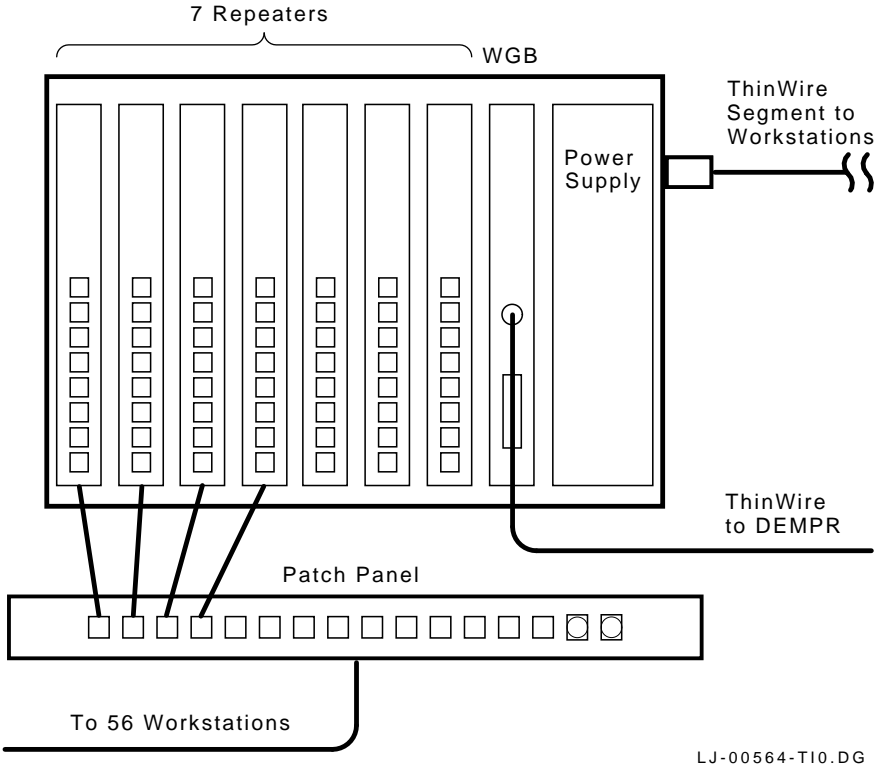 7 Repeaters
WGB
ThinWire
Segment to
Workstations
Power
Supply
ThinWire
to DEMPR
Patch Panel
To 56 Workstations
LJ-00564-TI0.DG